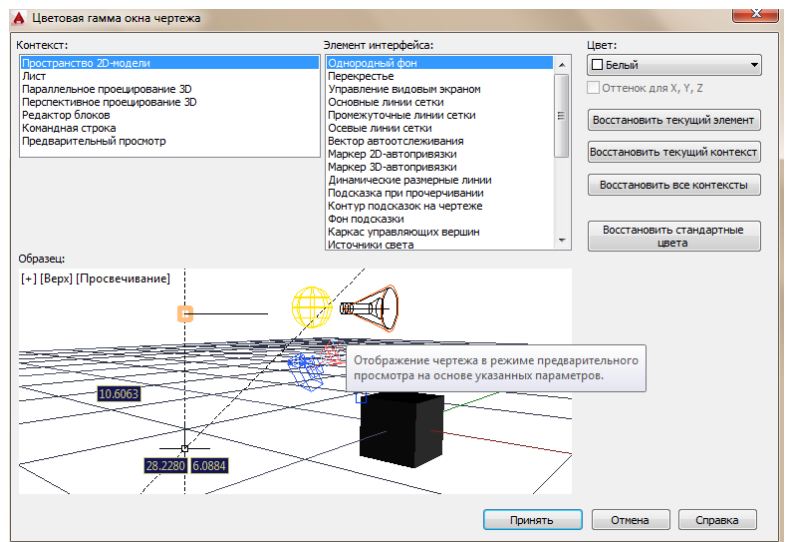 Цветовая гамма окна чертежа
Контекст:
Пространство 2D-модели
Лист
Параллельное проецирование 3D
Перспективное проецирование 3D
Редактор блоков
Командная строка
Предварительный просмотр
Элемент интерфейса:
Однородный фон
Перекрестье
Управление видовым экраном
Основные линии сетки
Промежуточные линии сетки
Осевые линии сетки
Вектор автоотслеживания
Маркер 2D-автопривязки
Маркер 3D-автопривязки
Динамические размерные линии
Подсказка при прочерчивании
Контур подсказок на чертеже
Фон подсказки
Каркас управляющих вершин
Источники света
Цвет:
Белый
Оттенок для X, Y, Z
Восстановить текущий элемент
Восстановить текущий контекст
Восстановить все контексты
Восстановить стандартные
цвета
Образец:
[+] [Верх] [Просвечивание]
Отображение чертежа в режиме предварительного
просмотра на основе указанных параметров.
10.6063
28.2280 6.0884
Принять
Отмена
Справка